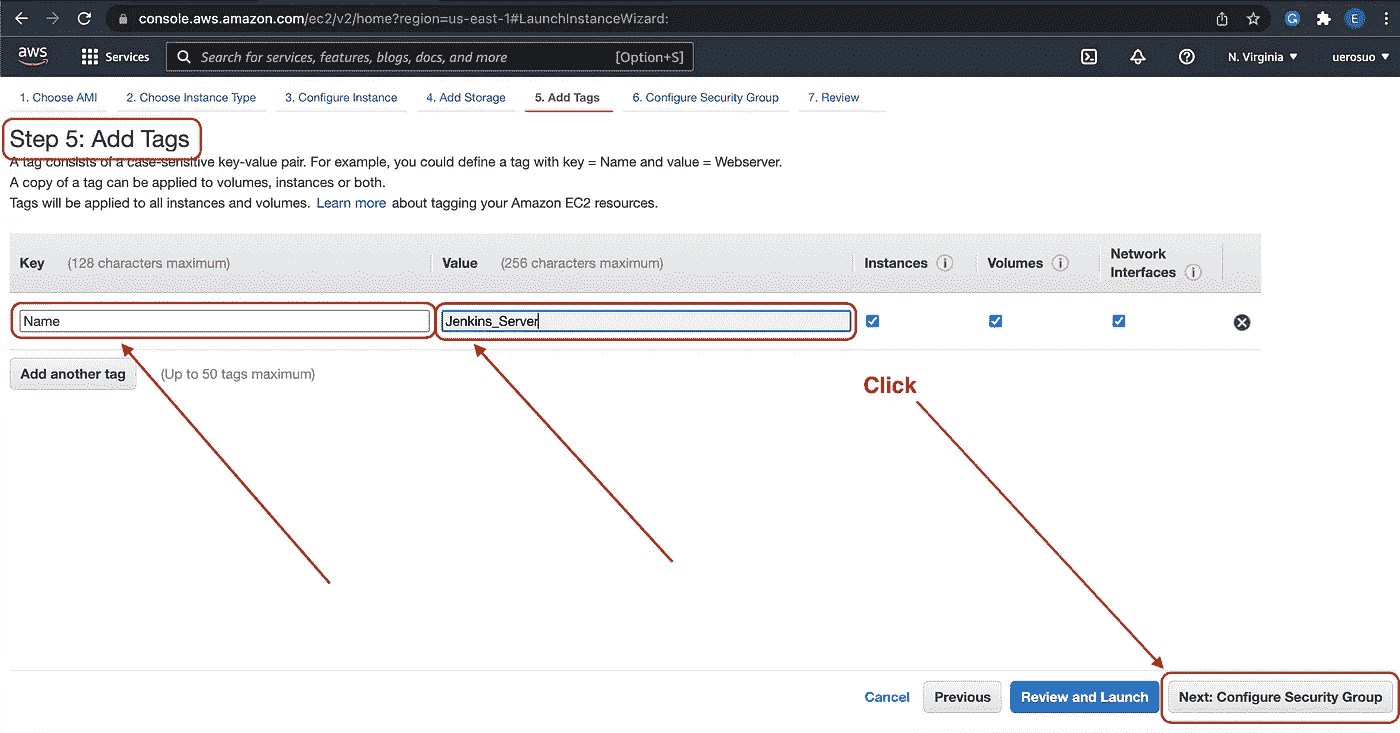 console.aws.amazon.com/ec2/v2/home?region=us-east-1#LaunchInstanceWizard:
E
aws
Services
Search for services, features, blogs, docs, and more
[Option+S]
N. Virginia
uerosuo
1. Choose AMI
2. Choose Instance Type
3. Configure Instance
4. Add Storage
5. Add Tags
6. Configure Security Group
7. Review
Step 5: Add Tags
A tag consists of a case-sensitive key-value pair. For example, you could define a tag with key = Name and value = Webserver.
A copy of a tag can be applied to volumes, instances or both.
Tags will be applied to all instances and volumes. Learn more about tagging your Amazon EC2 resources.
Key (128 characters maximum)
Value (256 characters maximum)
Instances
Volumes
Network
Interfaces
Name
Jenkins_Server
Add another tag
(Up to 50 tags maximum)
Click
Cancel
Previous
Review and Launch
Next: Configure Security Group